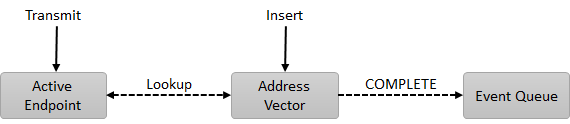 Transmit
Insert
Active
Endpoint
Lookup
Address
Vector
COMPLETE
Event Queue